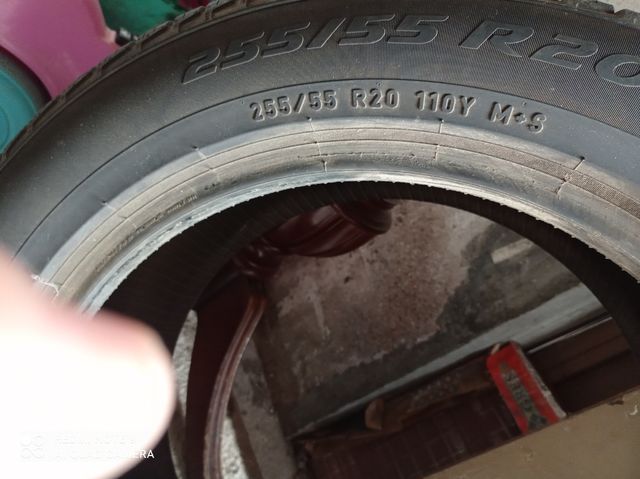 255/55 R20
255/55 R20 110Y M+S
REDMI NOTE 8
AI QUAD CAMERA